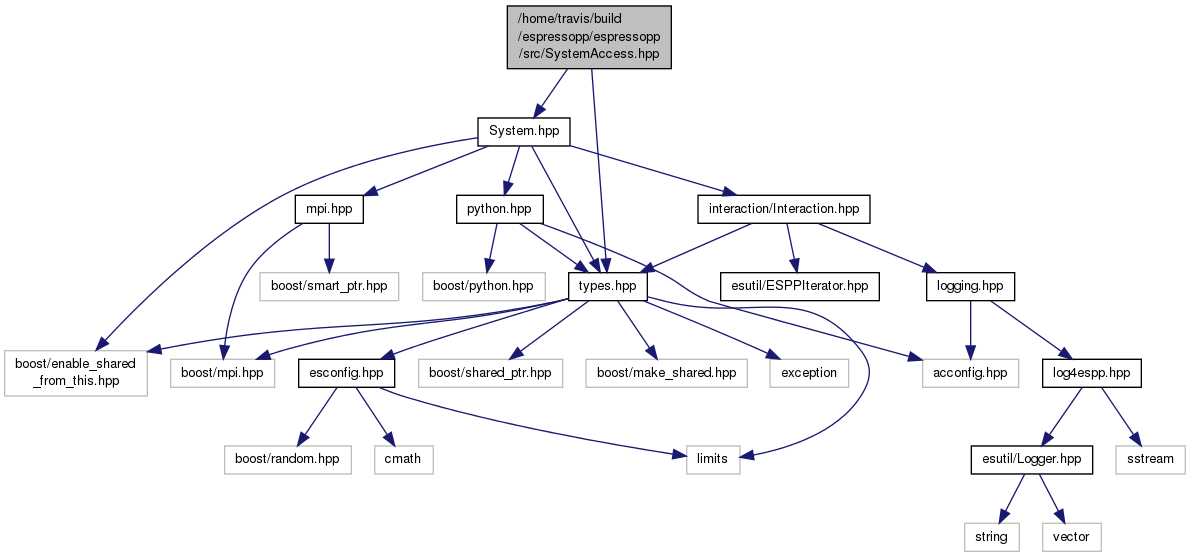 /home/travis/build
/espressopp/espressopp
/src/SystemAccess.hpp
System.hpp
mpi.hpp
python.hpp
interaction/Interaction.hpp
boost/smart_ptr.hpp
boost/python.hpp
types.hpp
esutil/ESPPIterator.hpp
logging.hpp
boost/enable_shared
_from_this.hpp
boost/mpi.hpp
esconfig.hpp
boost/shared_ptr.hpp
boost/make_shared.hpp
exception
acconfig.hpp
log4espp.hpp
boost/random.hpp
cmath
limits
esutil/Logger.hpp
sstream
string
vector